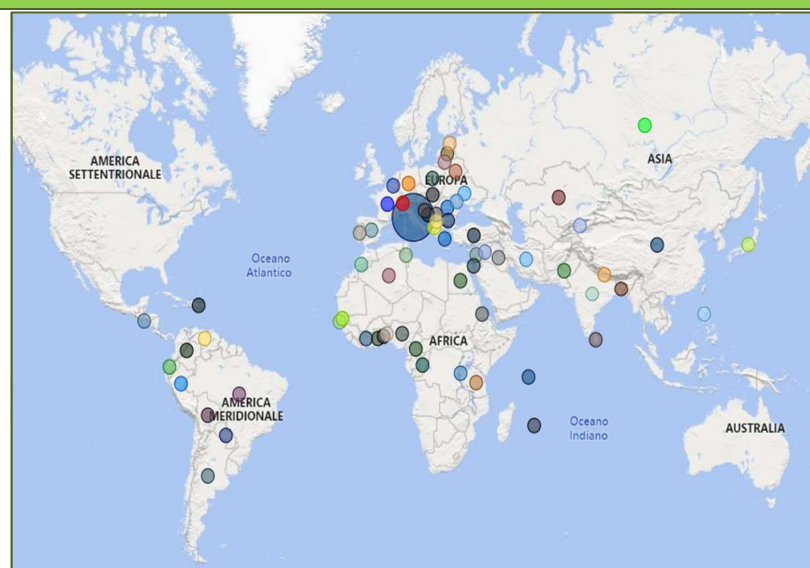 AMERICA
SETTENTRIONALE
EUROPA
ASIA
Oceano
Atlantico
AFRICA
AMERICA
MERIDIONALE
Oceano
Indiano
AUSTRALIA